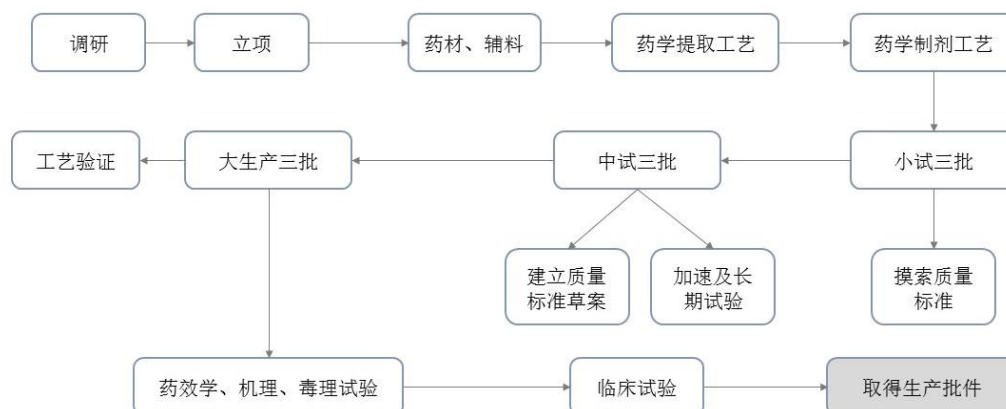 调研
立项
药材、辅料
药学提取工艺
药学制剂工艺
工艺验证
大生产三批
中试三批
小试三批
建立质量
标准草案
加速及长
期试验
摸索质量
标准
药效学、机理、毒理试验
临床试验
取得生产批件